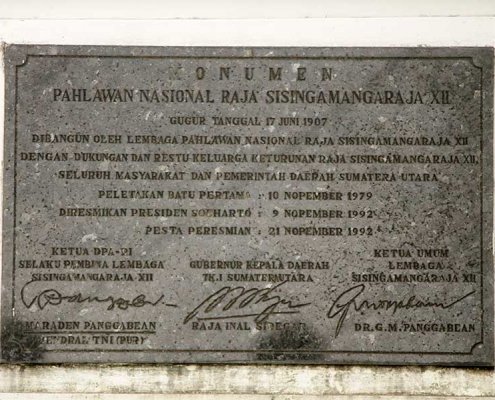 MONUMEN
PAHLAWAN NASIONAL RAJA SISINGAMANGARAJA XII
GUGUR TANGGAL 17 JUNI 1907
DIBANGUN OLEH LEMBAGA PAHLAWAN NASIONAL RAJA SISINGAMANGARAJA XII
DENGAN DUKUNGAN DAN RESTU KELUARGA KETURUNAN RAJA SISINGAMANGARAJA XII,
SELURUH MASYARAKAT DAN PEMERINTAH DAERAH SUMATERA UTARA
PELETAKAN BATU PERTAMA : 10 NOPEMBER 1979
DIRESMIKAN PRESIDEN SOEHARTO : 9 NOPEMBER 1992
PESTA PERESMIAN : 21 NOPEMBER 1992
KETUA DPA-RI
SELAKU PEMBINA LEMBAGA
SISINGAMANGARAJA XII
MARADEN PANGGABEAN
JENDRAL TNI (PUR)
GUBERNUR KEPALA DAERAH
TK.I SUMATERA UTARA
RAJA INAL SIREGAR
KETUA UMUM
LEMBAGA
SISINGAMANGARAJA XII
DR. G.M. PANGGABEAN